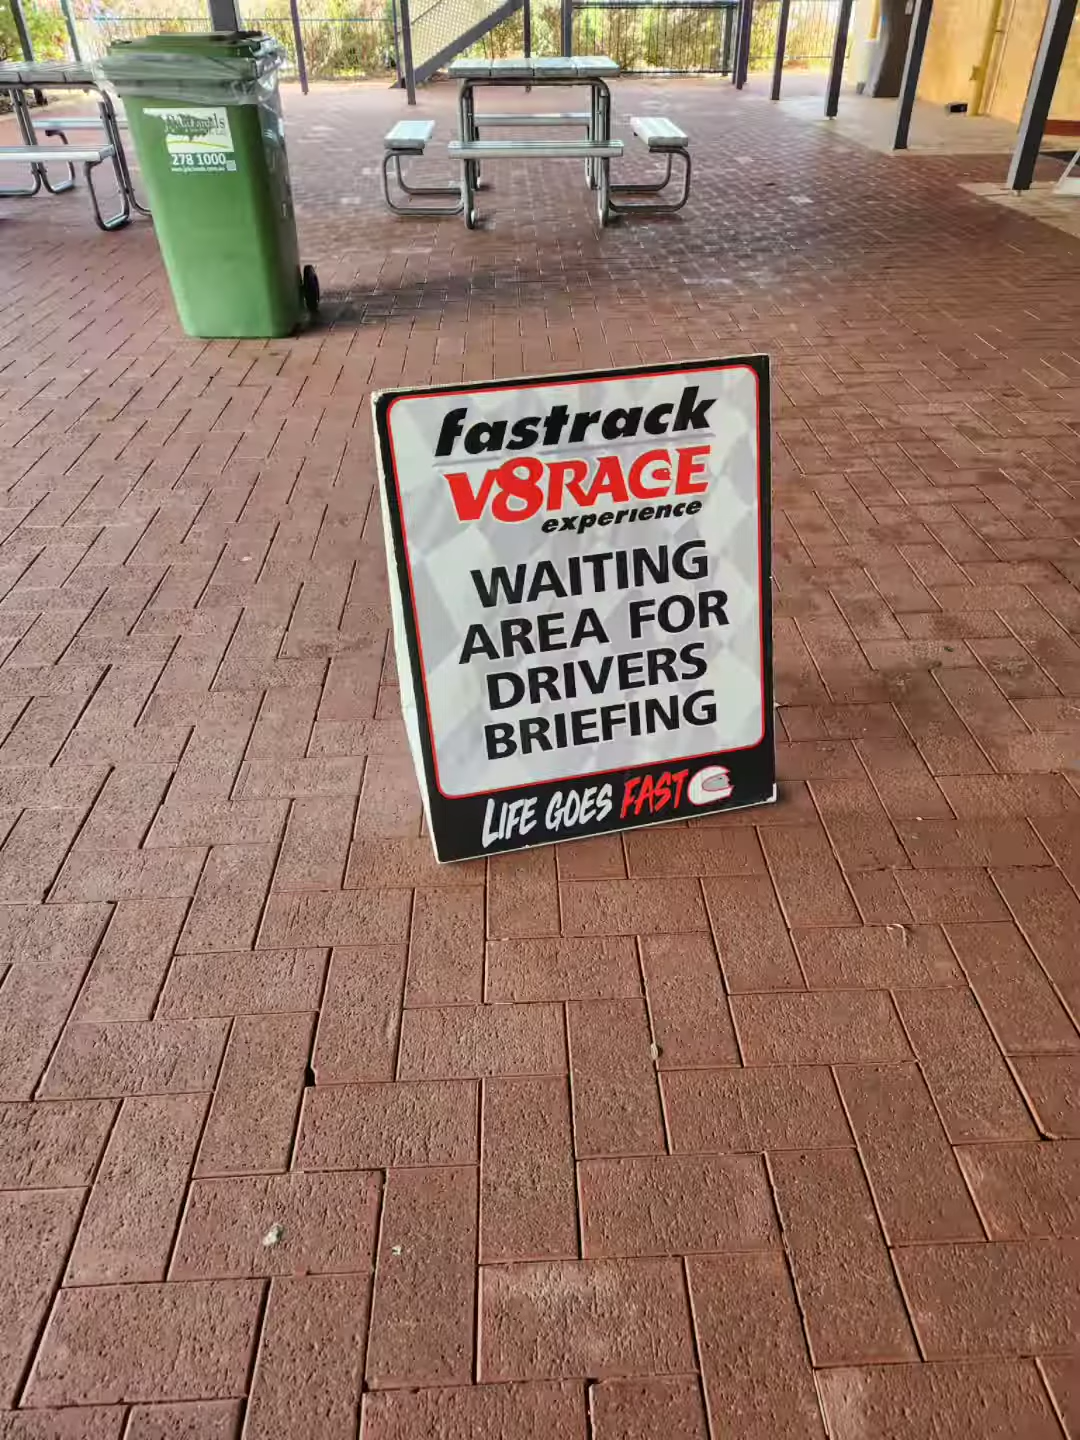 278 1000
fastrack
V8RACE
experience
WAITING
AREA FOR
DRIVERS
BRIEFING
LIFE GOES FAST